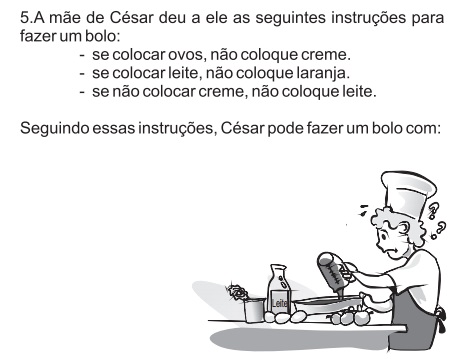 5.A mãe de César deu a ele as seguintes instruções para
fazer um bolo:
- se colocar ovos, não coloque creme.
- se colocar leite, não coloque laranja.
- se não colocar creme, não coloque leite.
Seguindo essas instruções, César pode fazer um bolo com:
? ?
Leite